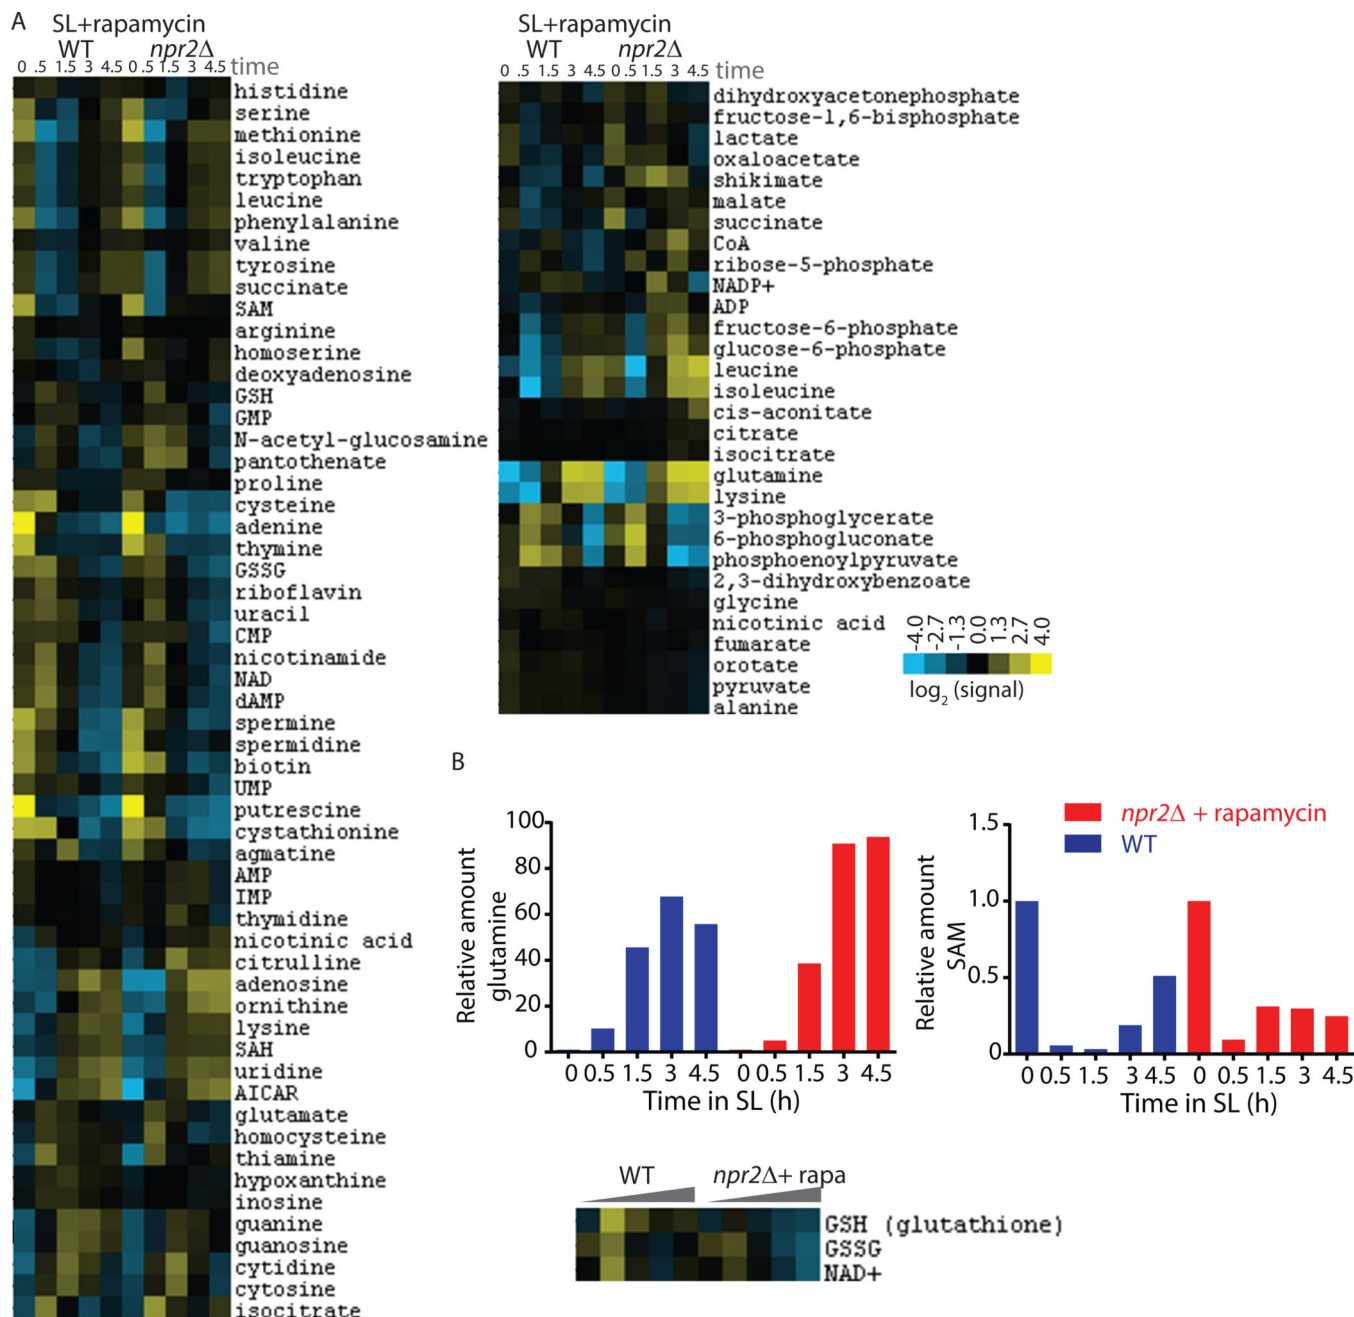 A
SL+rapamycin
WT npr2Δ
0 .5 1.5 3 4.5 0 .5 1.5 3 4.5 time
histidine
serine
methionine
isoleucine
tryptophan
leucine
phenylalanine
valine
tyrosine
succinate
SAM
arginine
homoserine
deoxyadenosine
GSH
GMP
N-acetyl-glucosamine
pantothenate
proline
cysteine
adenine
thymine
GSSG
riboflavin
uracil
CMP
nicotinamide
NAD
dAMP
spermine
spermidine
biotin
UMP
putrescine
cystathionine
agmatine
AMP
IMP
thymidine
nicotinic acid
citrulline
adenosine
ornithine
lysine
SAH
uridine
AICAR
glutamate
homocysteine
thiamine
hypoxanthine
inosine
guanine
guanosine
cytidine
cytosine
isocitrate
SL+rapamycin
WT npr2Δ
0 .5 1.5 3 4.5 0 .5 1.5 3 4.5 time
dihydroxyacetonephosphate
fructose-1,6-bisphosphate
lactate
oxaloacetate
shikimate
malate
succinate
CoA
ribose-5-phosphate
NADP+
ADP
fructose-6-phosphate
glucose-6-phosphate
leucine
isoleucine
cis-aconitate
citrate
isocitrate
glutamine
lysine
3-phosphoglycerate
6-phosphogluconate
phosphoenolpyruvate
2,3-dihydroxybenzoate
glycine
nicotinic acid
fumarate
orotate
pyruvate
alanine
-4.0 -2.7 -1.3 0.0 1.3 2.7 4.0
log2 (signal)
B
Relative amount
glutamine
100
80
60
40
20
0
0 0.5 1.5 3 4.5 0 0.5 1.5 3 4.5
Time in SL (h)
npr2Δ + rapamycin
WT
Relative amount
SAM
1.5
1.0
0.5
0
0 0.5 1.5 3 4.5 0 0.5 1.5 3 4.5
Time in SL (h)
WT npr2Δ+ rapa
GSH (glutathione)
GSSG
NAD+